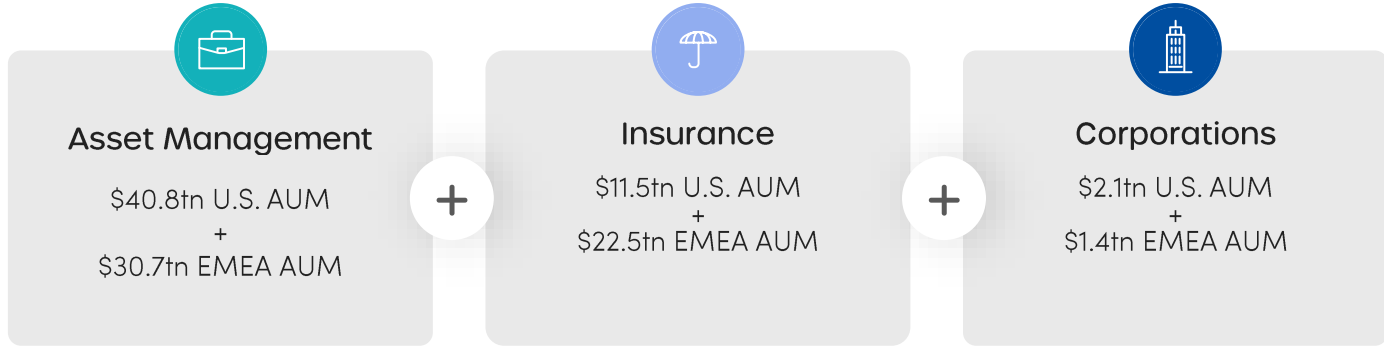 Asset Management
$40.8tn U.S. AUM
+
$30.7tn EMEA AUM
+
Insurance
$11.5tn U.S. AUM
+
$22.5tn EMEA AUM
+
Corporations
$2.1tn U.S. AUM
+
$1.4tn EMEA AUM